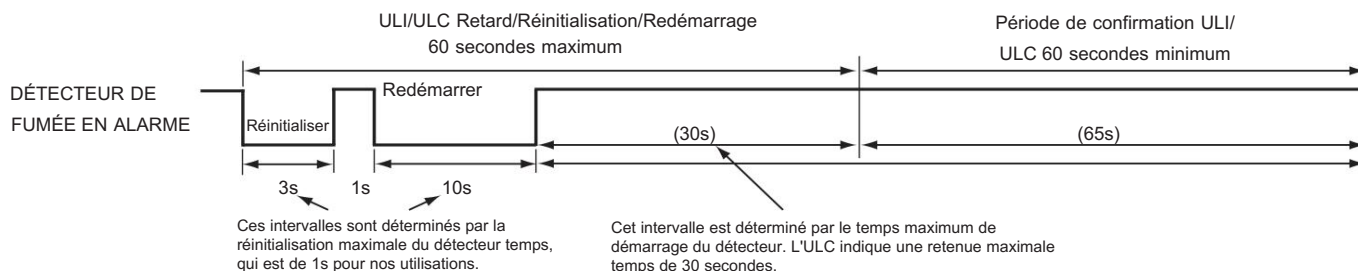 ULI/ULC Retard/Réinitialisation/Redémarrage
60 secondes maximum
Période de confirmation ULI/
ULC 60 secondes minimum
DÉTECTEUR DE
FUMÉE EN ALARME
Réinitialiser
Redémarrer
(30s)
(65s)
3s
1s
10s
Ces intervalles sont déterminés par la
réinitialisation maximale du détecteur temps,
qui est de 1s pour nos utilisations.
Cet intervalle est déterminé par le temps maximum de
démarrage du détecteur. L'ULC indique une retenue maximale
temps de 30 secondes.